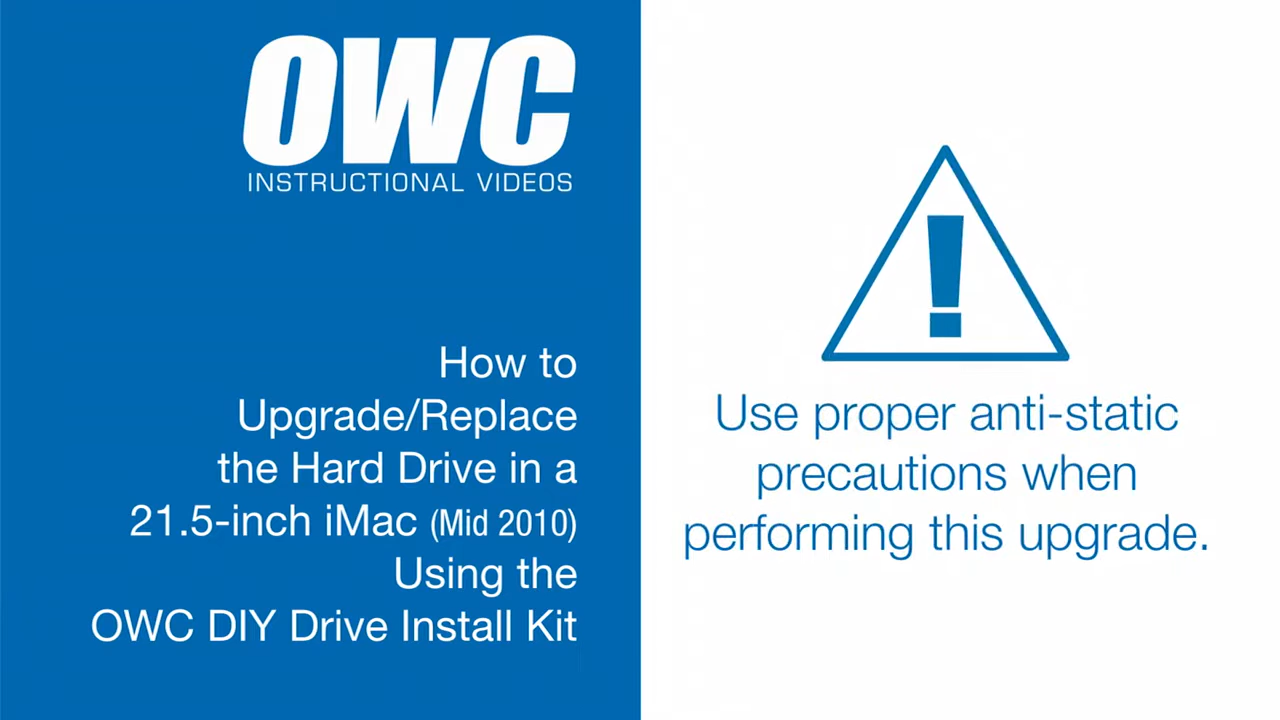 OWC
INSTRUCTIONAL VIDEOS
How to
Upgrade/Replace
the Hard Drive in a
21.5-inch iMac (Mid 2010)
Using the
OWC DIY Drive Install Kit
!
Use proper anti-static
precautions when
performing this upgrade.